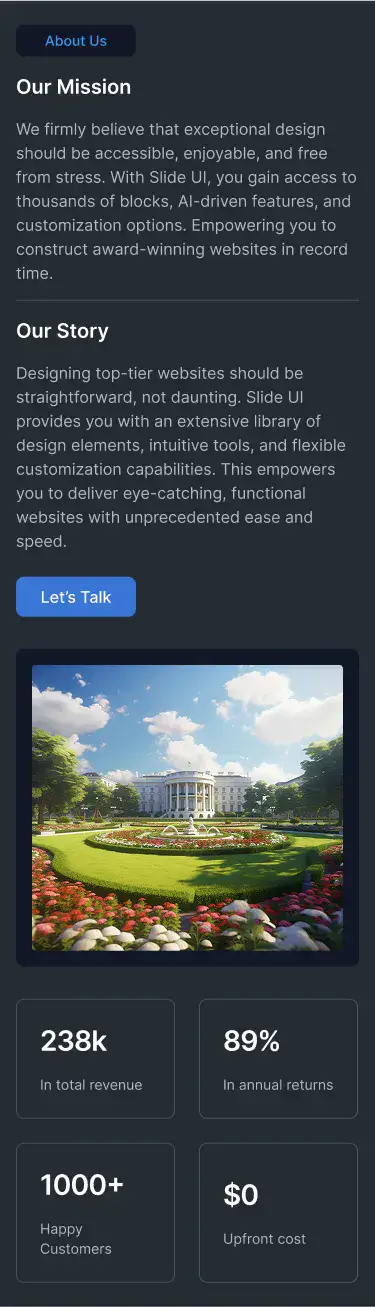 About Us
Our Mission
We firmly believe that exceptional design
should be accessible, enjoyable, and free
from stress. With Slide UI, you gain access to
thousands of blocks, AI-driven features, and
customization options. Empowering you to
construct award-winning websites in record
time.
Our Story
Designing top-tier websites should be
straightforward, not daunting. Slide UI
provides you with an extensive library of
design elements, intuitive tools, and flexible
customization capabilities. This empowers
you to deliver eye-catching, functional
websites with unprecedented ease and
speed.
Let’s Talk
238k
In total revenue
89%
In annual returns
1000+
Happy
Customers
$0
Upfront cost